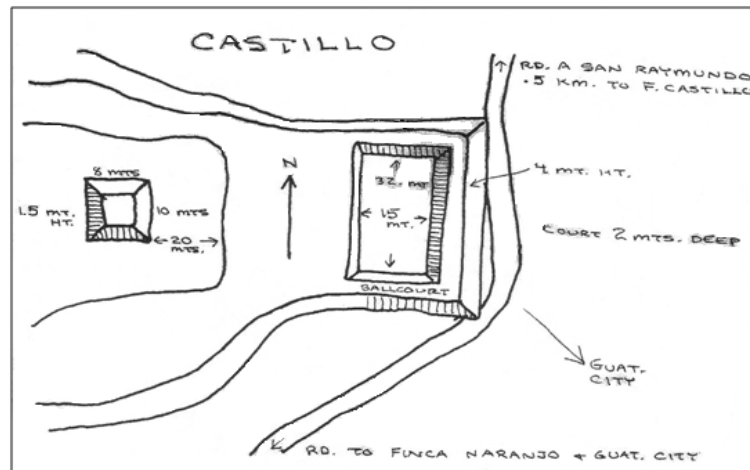 CASTILLO
RD. A SAN RAYMUNDO
.5 KM. TO F. CASTILLO
N
8 MTS
32 MT.
4 MT. HT.
1.5 MT.
HT.
10 MTS
15
MT.
20
MTS.
COURT 2 MTS. DEEP
BALLCOURT
GUAT.
CITY
RD. TO FINCA NARANJO + GUAT. CITY